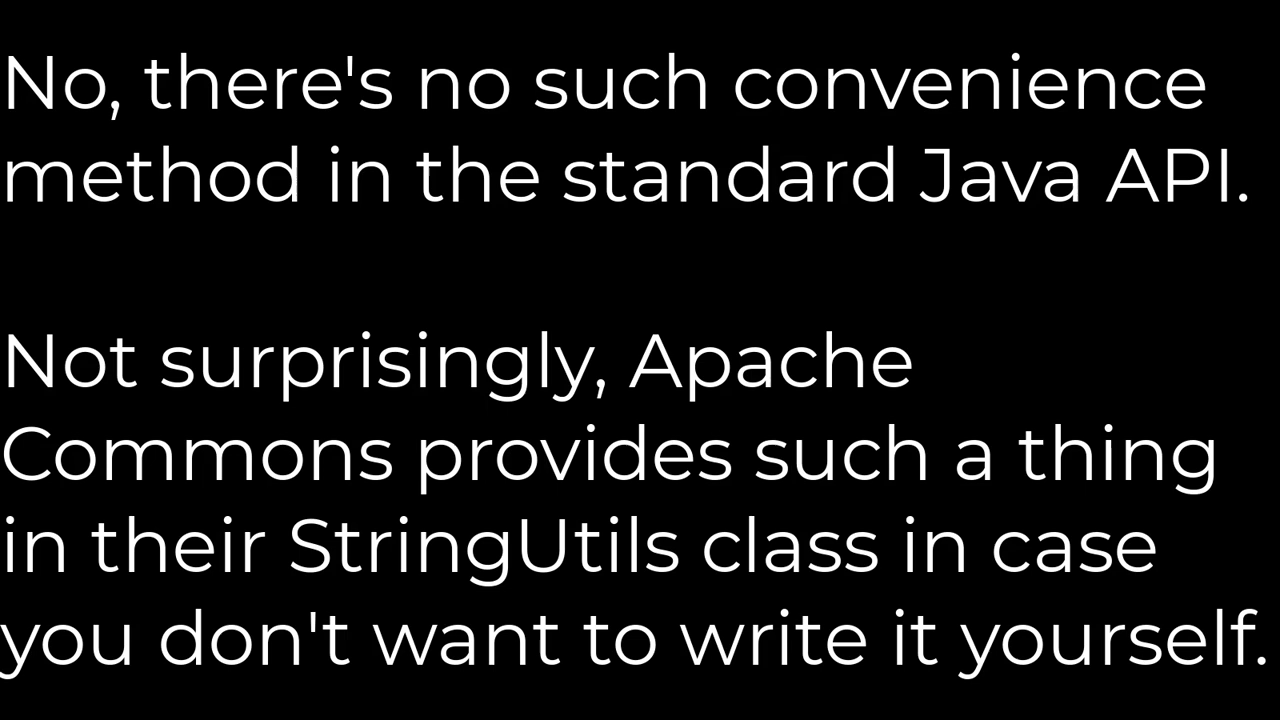 No, there's no such convenience
method in the standard Java API.
Not surprisingly, Apache
Commons provides such a thing
in their StringUtils class in case
you don't want to write it yourself.